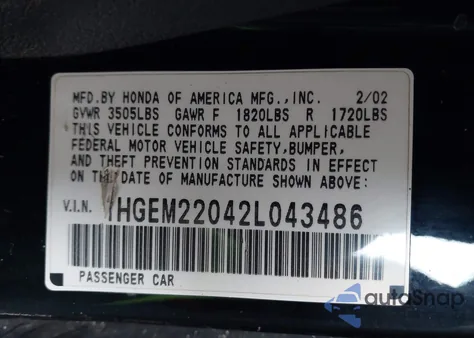 MFD.BY HONDA OF AMERICA MFG.,INC. 2/02
GVWR 3505LBS GAWR F 1820LBS R 1720LBS
THIS VEHICLE CONFORMS TO ALL APPLICABLE
FEDERAL MOTOR VEHICLE SAFETY,BUMPER,
AND THEFT PREVENTION STANDARDS IN EFFECT
ON THE DATE OF MANUFACTURE SHOWN ABOVE:
V.I.N. 1HGEM22042L043486
PASSENGER CAR
autoSnap